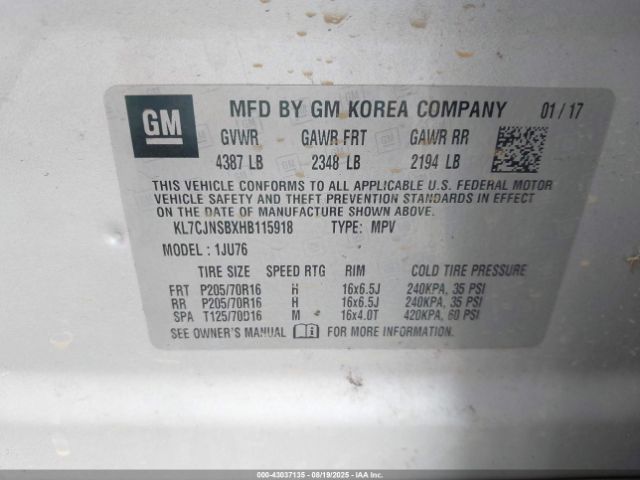 GM
MFD BY GM KOREA COMPANY 01/17
GVWR GAWR FRT GAWR RR
4387 LB 2348 LB 2194 LB
THIS VEHICLE CONFORMS TO ALL APPLICABLE U.S. FEDERAL MOTOR
VEHICLE SAFETY AND THEFT PREVENTION STANDARDS IN EFFECT ON
THE DATE OF MANUFACTURE SHOWN ABOVE.
KL7CJNSBXHB115918 TYPE: MPV
MODEL: 1JU76
TIRE SIZE SPEED RTG RIM COLD TIRE PRESSURE
FRT P205/70R16 H 16x6.5J 240KPA, 35 PSI
RR P205/70R16 H 16x6.5J 240KPA, 35 PSI
SPA T125/70D16 M 16x4.0T 420KPA, 60 PSI
SEE OWNER'S MANUAL FOR MORE INFORMATION.
000-43037135 - 08/19/2025 - IAAI.com